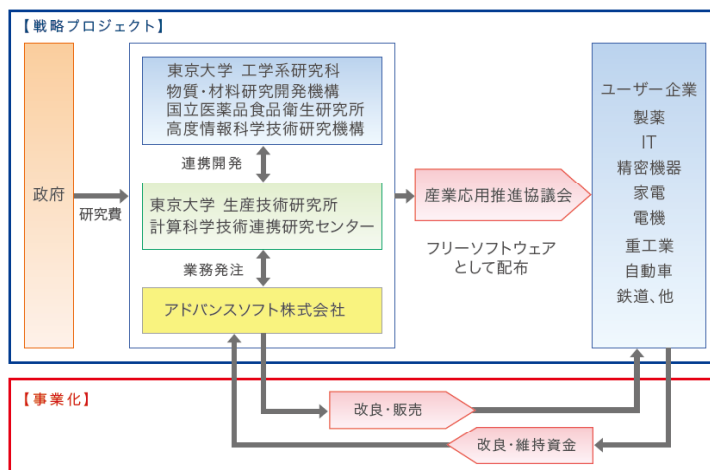 【戦略プロジェクト】
政府
研究費
東京大学 工学系研究科
物質・材料研究開発機構
国立医薬品食品衛生研究所
高度情報科学技術研究機構
連携開発
東京大学 生産技術研究所
計算科学技術連携研究センター
業務発注
アドバンスソフト株式会社
産業応用推進協議会
フリーソフトウェア
として配布
ユーザー企業
製薬
IT
精密機器
家電
電機
重工業
自動車
鉄道、他
【事業化】
改良・販売
改良・維持資金